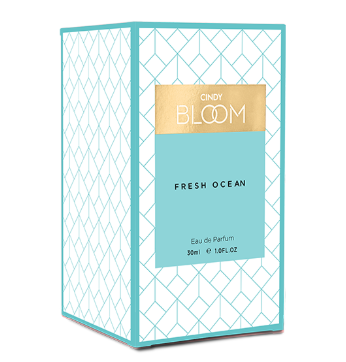 CINDY
BLOOM
FRESH OCEAN
Eau de Parfum
30ml ℮ 1.0FL.OZ